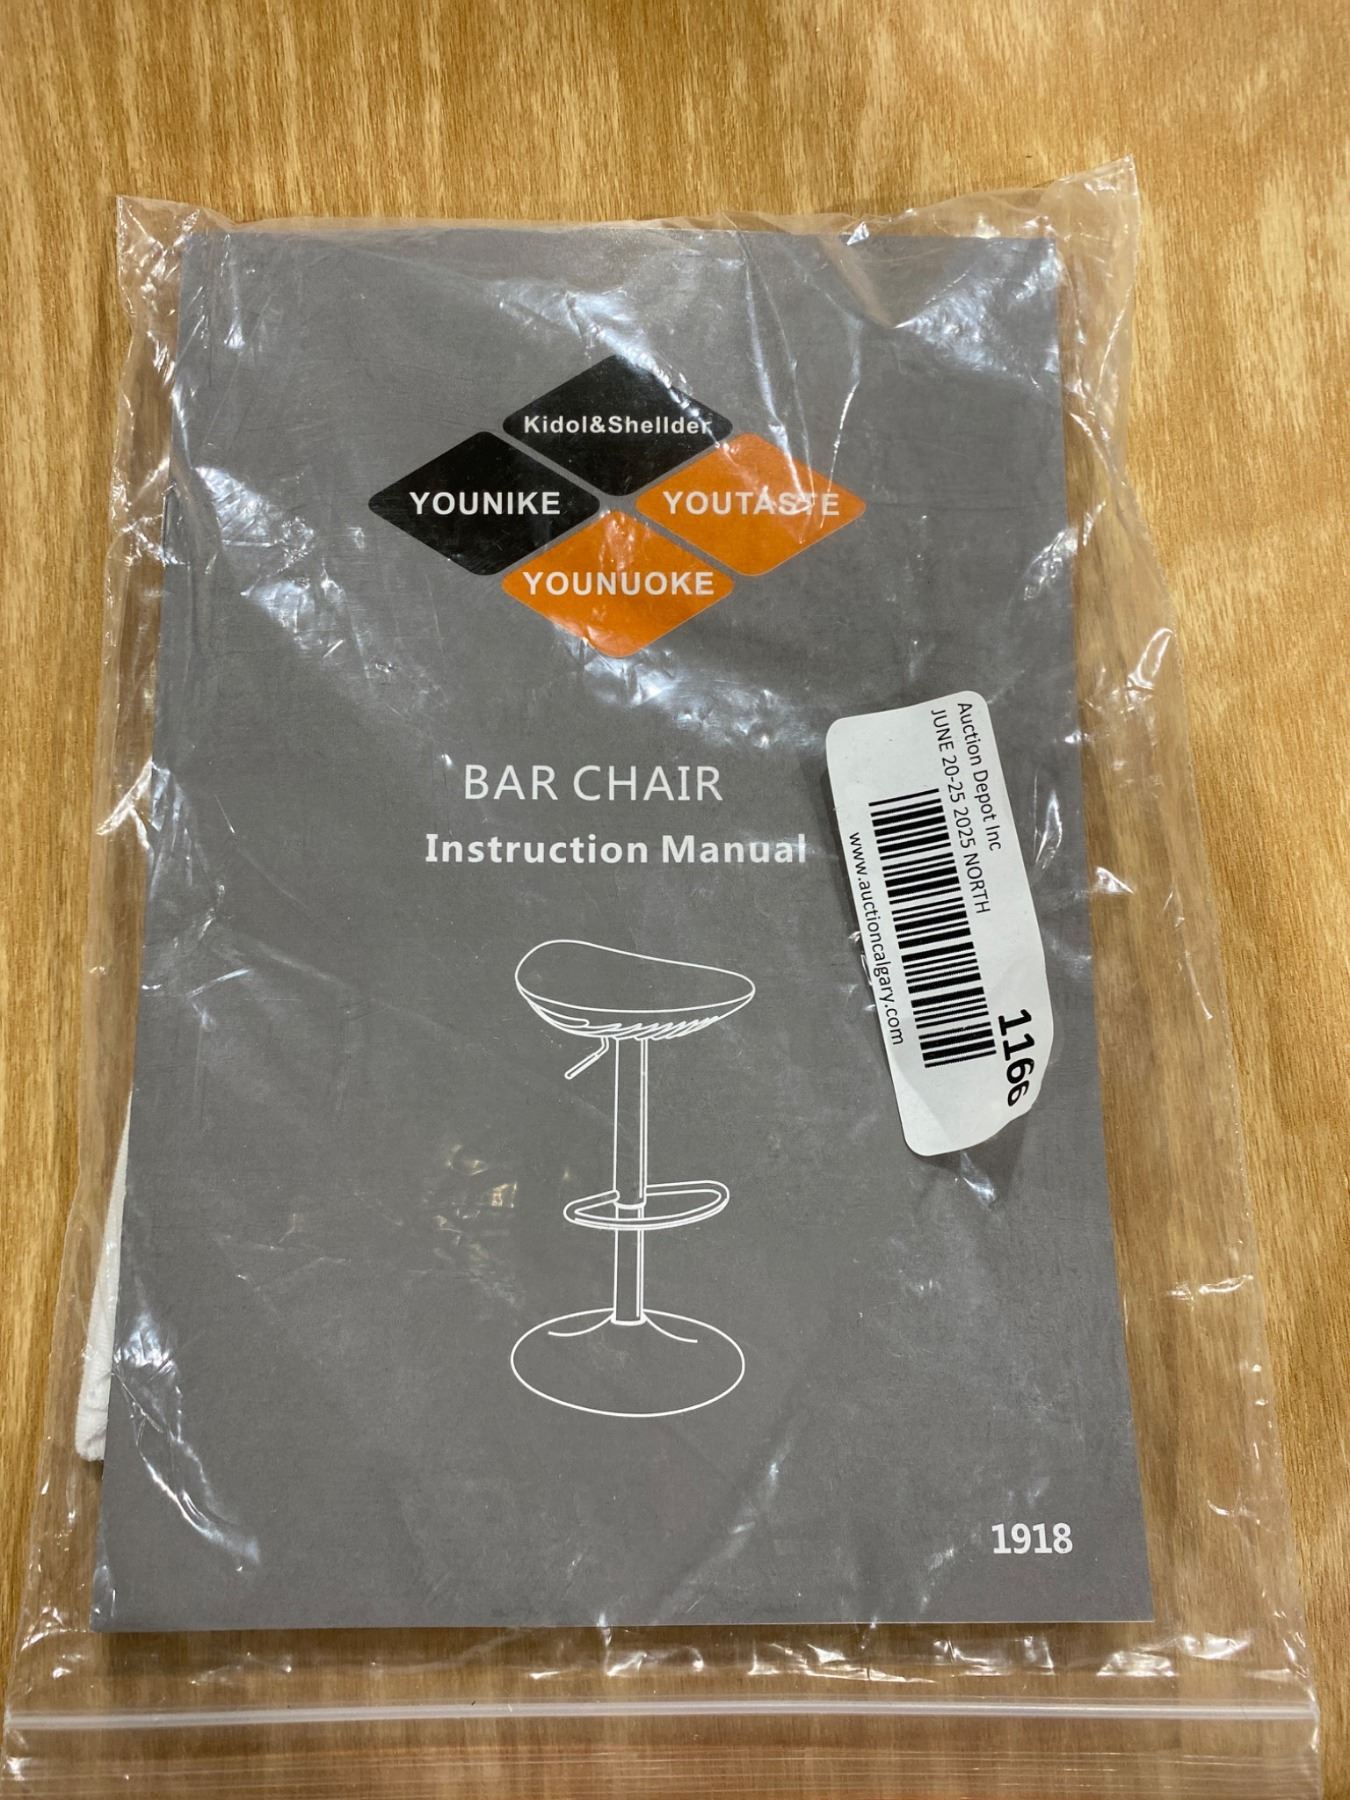 Kidol&Shellder
YOUNIKE
YOUTASTE
YOUNUOKE
BAR CHAIR
Instruction Manual
Auction Depot Inc
JUNE 20-25 2025 NORTH
www.auctioncalgary.com
1166
1918